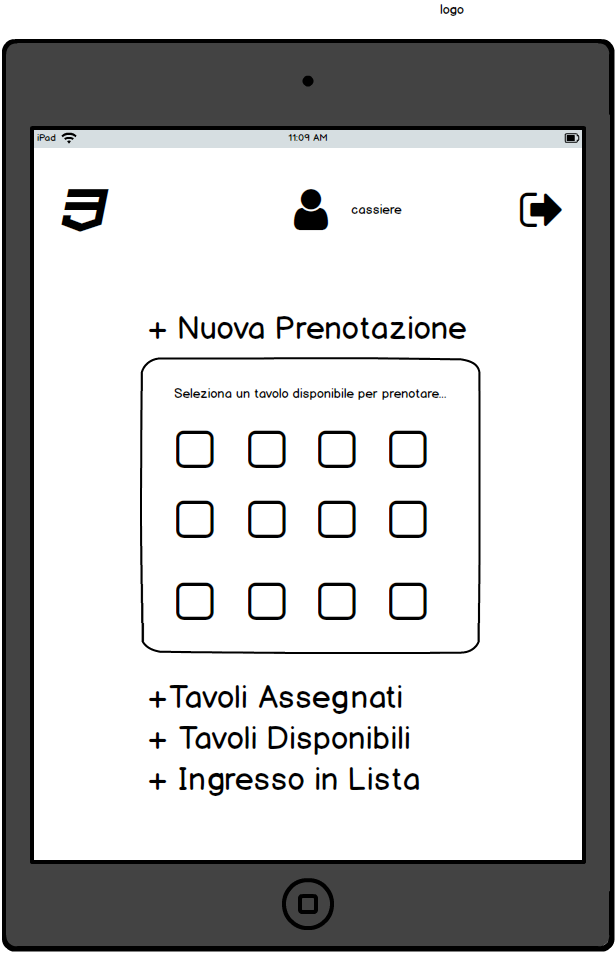 logo
iPad 11:09 AM
cassiere
+ Nuova Prenotazione
Seleziona un tavolo disponibile per prenotare...
+Tavoli Assegnati
+ Tavoli Disponibili
+ Ingresso in Lista